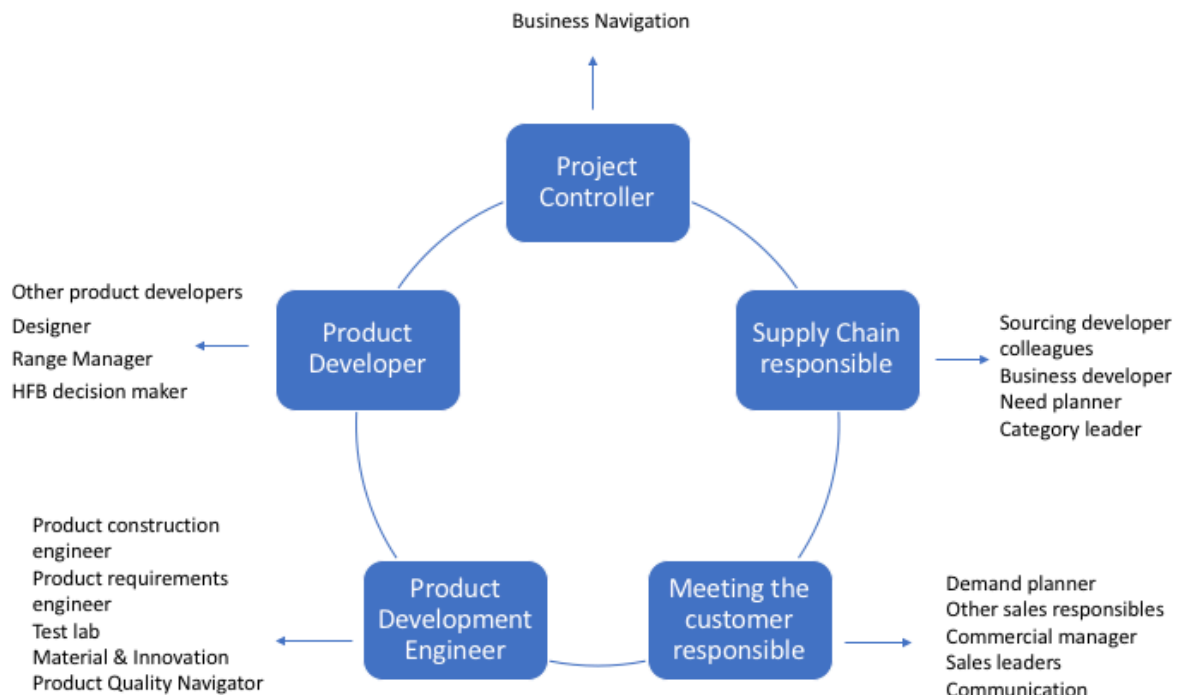 Business Navigation
Project
Controller
Other product developers
Designer
Range Manager
HFB decision maker
Product
Developer
Supply Chain
responsible
Sourcing developer
colleagues
Business developer
Need planner
Category leader
Product construction
engineer
Product requirements
engineer
Test lab
Material & Innovation
Product Quality Navigator
Product
Development
Engineer
Meeting the
customer
responsible
Demand planner
Other sales responsibles
Commercial manager
Sales leaders
Communication